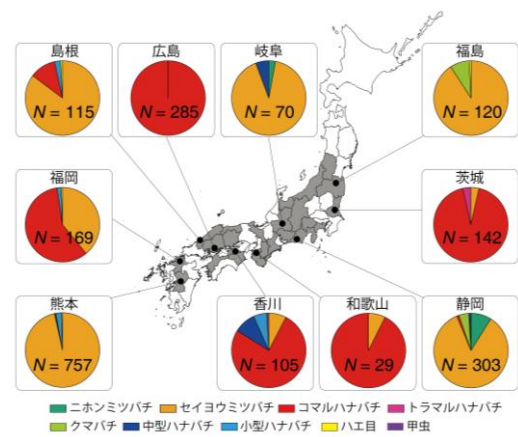 島根
N = 115
広島
N = 285
岐阜
N = 70
福島
N = 120
福岡
N = 169
茨城
N = 142
熊本
N = 757
香川
N = 105
和歌山
N = 29
静岡
N = 303
ニホンミツバチ セイヨウミツバチ コマルハナバチ トラマルハナバチ
クマバチ 中型ハナバチ 小型ハナバチ ハエ目 甲虫